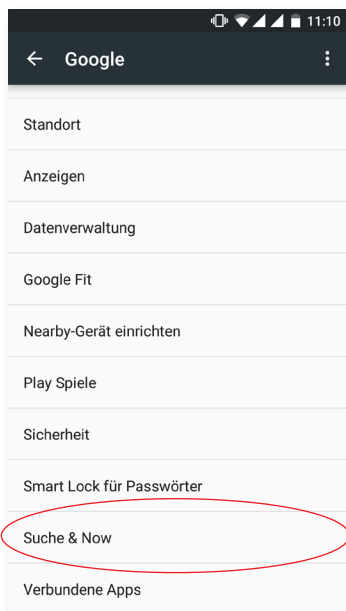 11:10
Google
Standort
Anzeigen
Datenverwaltung
Google Fit
Nearby-Gerät einrichten
Play Spiele
Sicherheit
Smart Lock für Passwörter
Suche & Now
Verbundene Apps